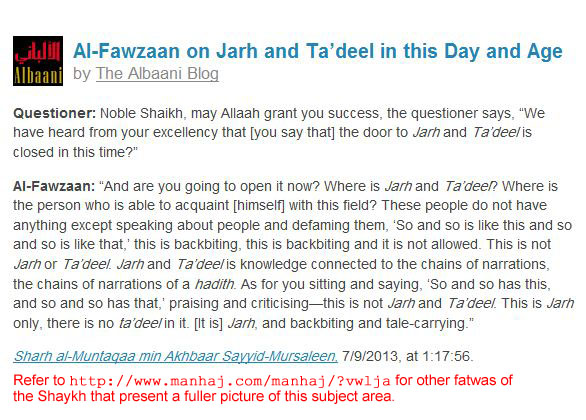 الألباني
Albaani
Al-Fawzaan on Jarh and Ta’deel in this Day and Age
by The Albaani Blog
Questioner: Noble Shaikh, may Allaah grant you success, the questioner says, “We
have heard from your excellency that [you say that] the door to Jarh and Ta’deel is
closed in this time?”
Al-Fawzaan: “And are you going to open it now? Where is Jarh and Ta’deel? Where is
the person who is able to acquaint [himself] with this field? These people do not have
anything except speaking about people and defaming them, ‘So and so is like this and so
and so is like that,’ this is backbiting, this is backbiting and it is not allowed. This is not
Jarh or Ta’deel. Jarh and Ta’deel is knowledge connected to the chains of narrations,
the chains of narrations of a hadith. As for you sitting and saying, ‘So and so has this,
and so and so has that,’ praising and criticising—this is not Jarh and Ta’deel. This is Jarh
only, there is no ta’deel in it. [It is] Jarh, and backbiting and tale-carrying.”
Sharh al-Muntaqaa min Akhbaar Sayyid-Mursaleen, 7/9/2013, at 1:17:56.
Refer to http://www.manhaj.com/manhaj/?vwlja for other fatwas of
the Shaykh that present a fuller picture of this subject area.